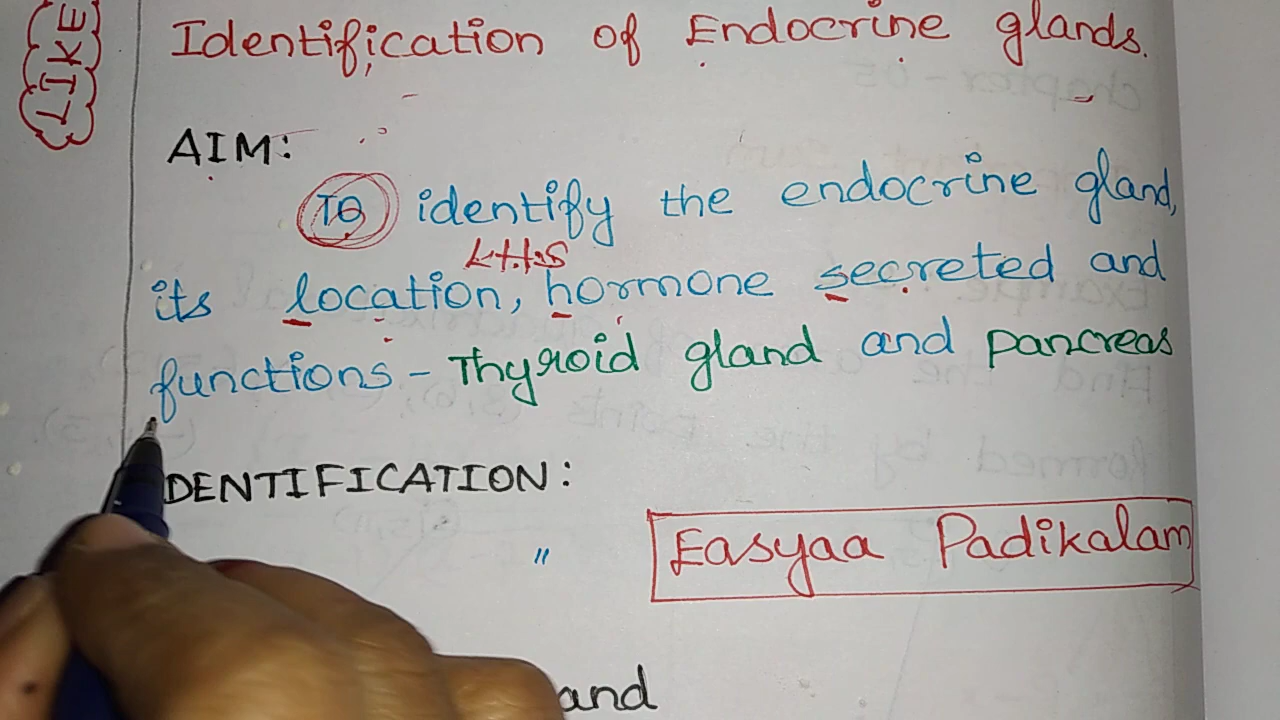 LIKE
Identification of Endocrine glands.
AIM:
To identify the endocrine gland,
L.H.S
its location, hormone secreted and
functions - Thyroid gland and pancreas
DENTIFICATION:
"
Easyaa Padikalam
and